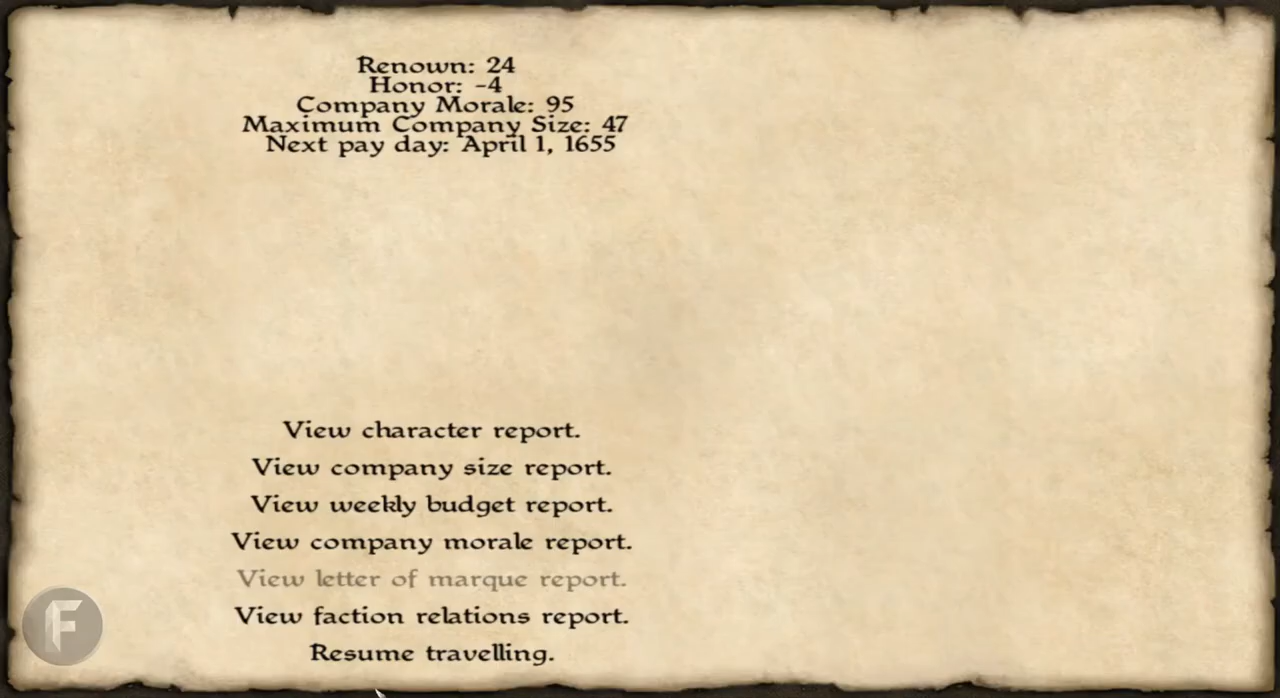 Renown: 24
Honor: -4
Company Morale: 95
Maximum Company Size: 47
Next pay day: April 1, 1655
View character report.
View company size report.
View weekly budget report.
View company morale report.
View letter of marque report.
View faction relations report.
Resume travelling.
F